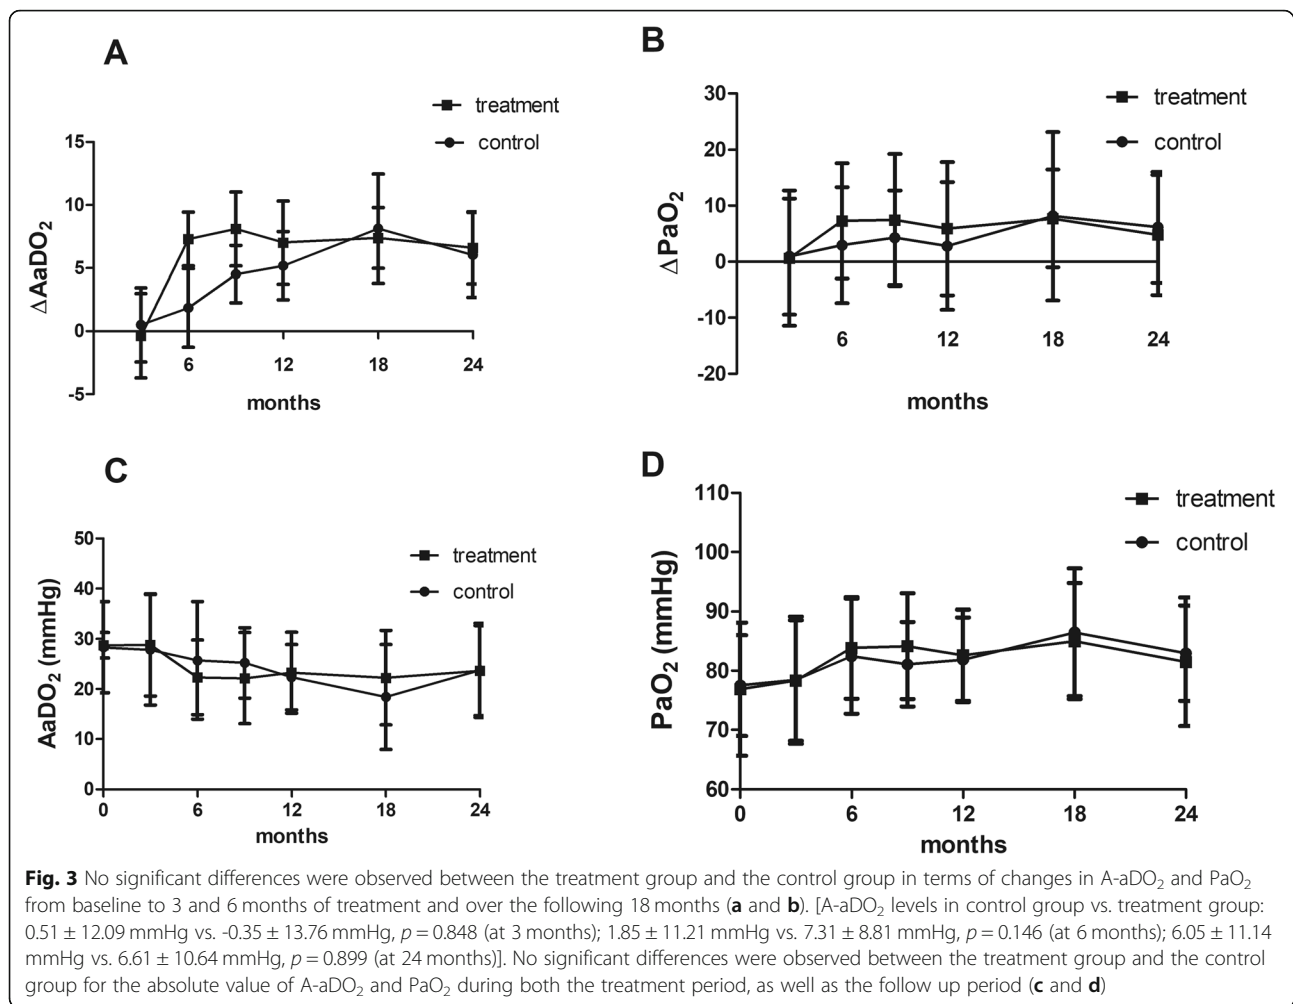 A
treatment
control
15
10
5
0
-5
ΔAaDO₂
6
12
18
24
months
B
treatment
control
30
20
10
0
-10
-20
ΔPaO₂
6
12
18
24
months
C
treatment
control
50
40
30
20
10
0
AaDO₂ (mmHg)
0
6
12
18
24
months
D
treatment
control
110
100
90
80
70
60
PaO₂ (mmHg)
0
6
12
18
24
months
Fig. 3 No significant differences were observed between the treatment group and the control group in terms of changes in A-aDO₂ and PaO₂
from baseline to 3 and 6 months of treatment and over the following 18 months (a and b). [A-aDO₂ levels in control group vs. treatment group:
0.51 ± 12.09 mmHg vs. -0.35 ± 13.76 mmHg, p = 0.848 (at 3 months); 1.85 ± 11.21 mmHg vs. 7.31 ± 8.81 mmHg, p = 0.146 (at 6 months); 6.05 ± 11.14
mmHg vs. 6.61 ± 10.64 mmHg, p = 0.899 (at 24 months)]. No significant differences were observed between the treatment group and the control
group for the absolute value of A-aDO₂ and PaO₂ during both the treatment period, as well as the follow up period (c and d)